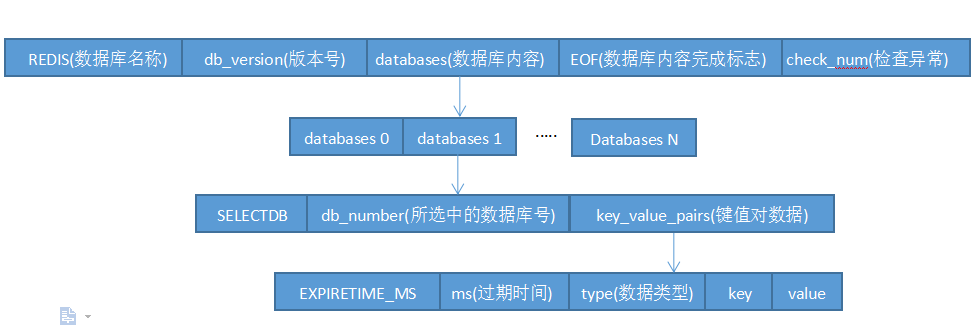 REDIS(数据库名称) db_version(版本号) databases(数据库内容) EOF(数据库内容完成标志) check_num(检查异常)
databases 0 databases 1 ..... Databases N
SELECTDB db_number(所选中的数据库号) key_value_pairs(键值对数据)
EXPIRETIME_MS ms(过期时间) type(数据类型) key value